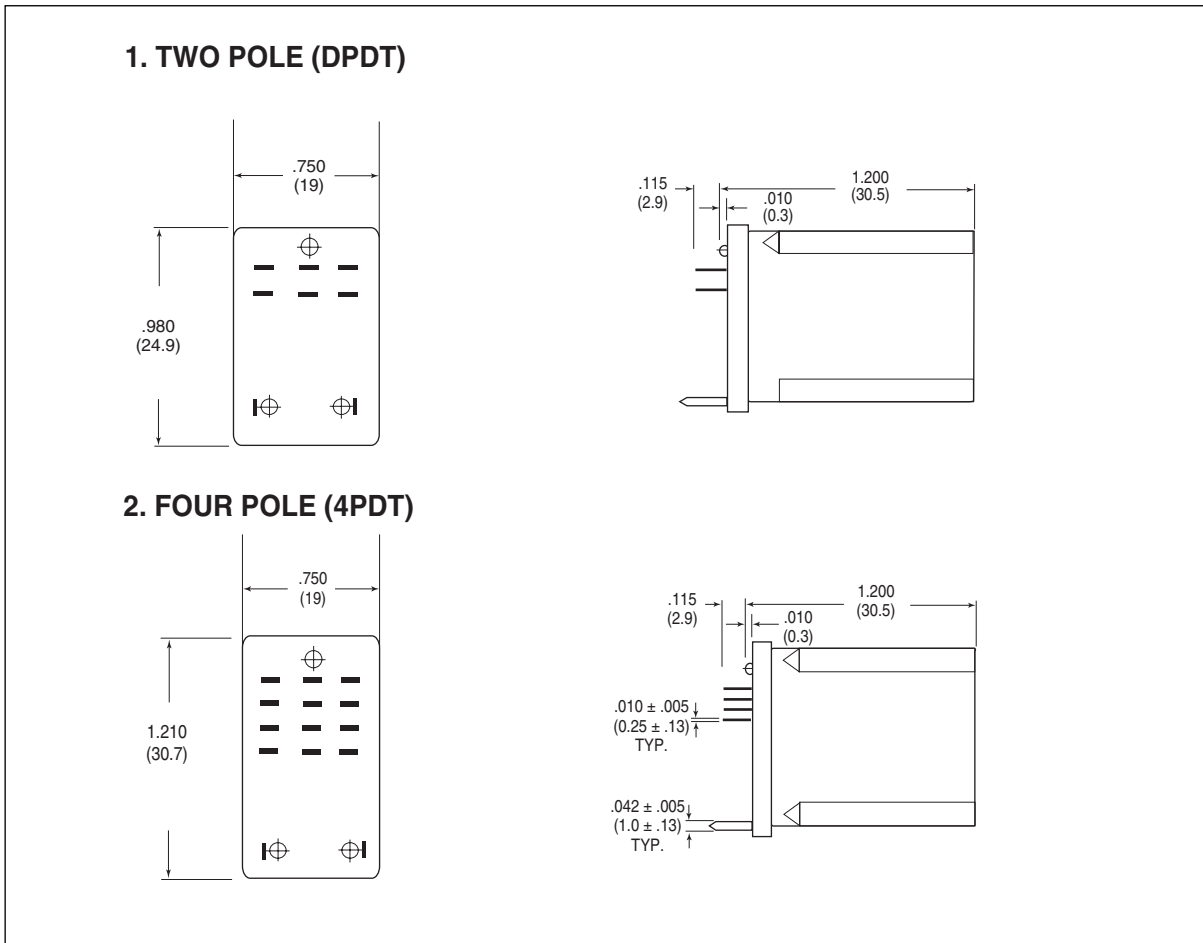 1. TWO POLE (DPDT)
.750
(19)
.980
(24.9)
.115
(2.9)
.010
(0.3)
1.200
(30.5)
2. FOUR POLE (4PDT)
.750
(19)
1.210
(30.7)
.115
(2.9)
.010
(0.3)
1.200
(30.5)
.010 ± .005
(0.25 ± .13)
TYP.
.042 ± .005
(1.0 ± .13)
TYP.